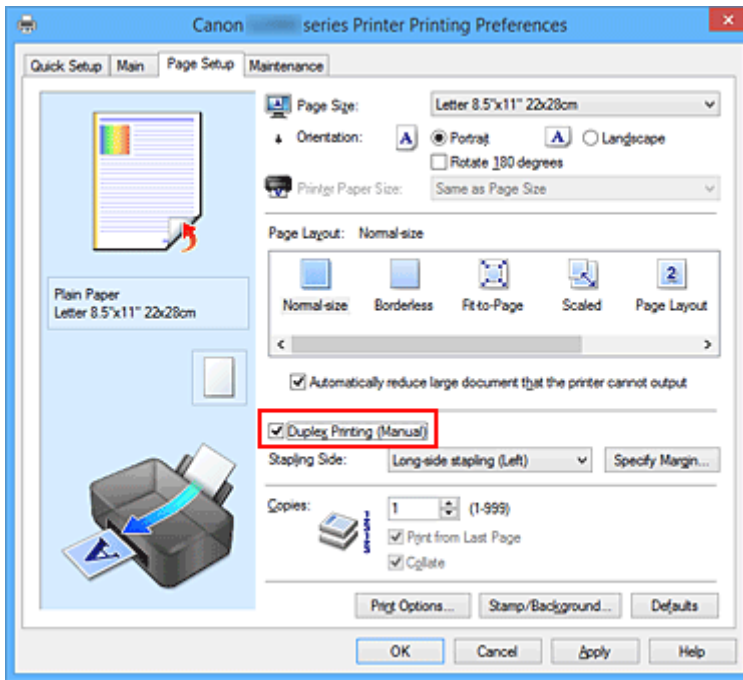 Canon series Printer Printing Preferences
Quick Setup Main Page Setup Maintenance
Page Size: Letter 8.5"x11" 22x28cm
Orientation: A Portrait A Landscape
Rotate 180 degrees
Printer Paper Size: Same as Page Size
Page Layout: Normal-size
2
Normal-size Borderless Fit-to-Page Scaled Page Layout
Plain Paper
Letter 8.5"x11" 22x28cm
Automatically reduce large document that the printer cannot output
Duplex Printing (Manual)
Stapling Side: Long-side stapling (Left) Specify Margin...
Copies: 1 (1-999)
Print from Last Page
Collate
A
Print Options... Stamp/Background... Defaults
OK Cancel Apply Help